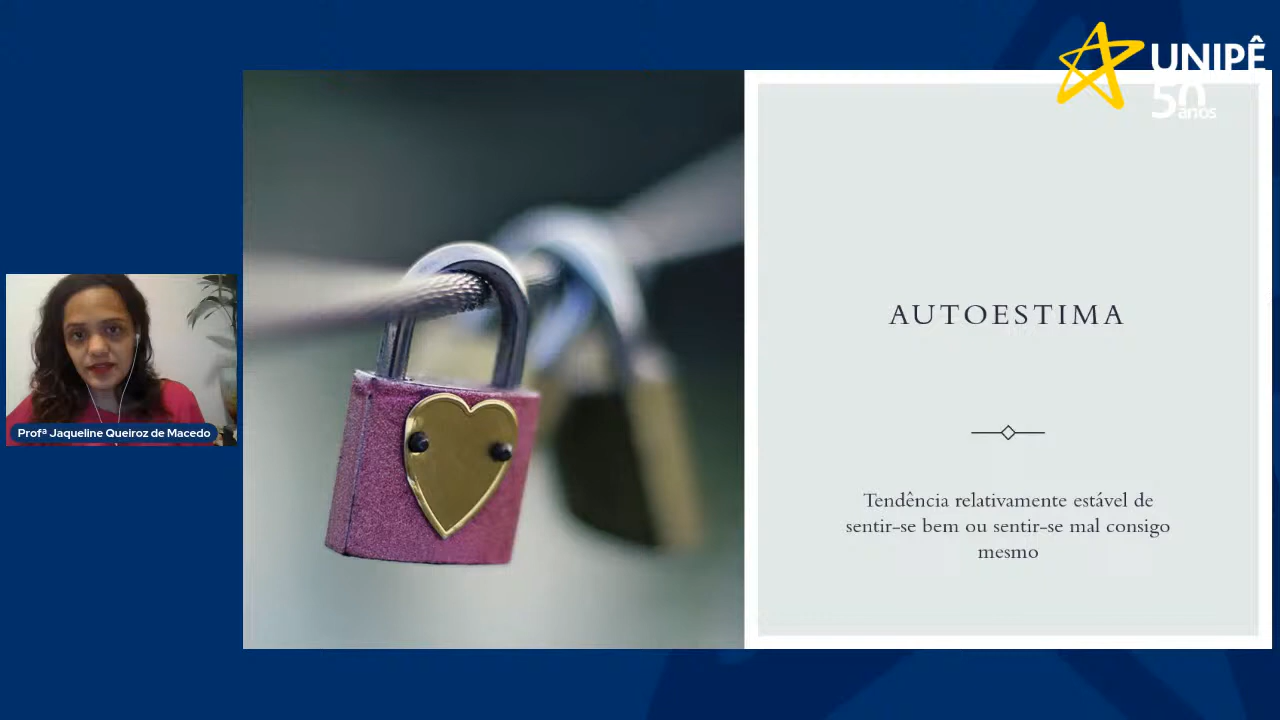 UNIPÊ
50
anos
AUTOESTIMA
Tendência relativamente estável de
sentir-se bem ou sentir-se mal consigo
mesmo
Profª Jaqueline Queiroz de Macedo